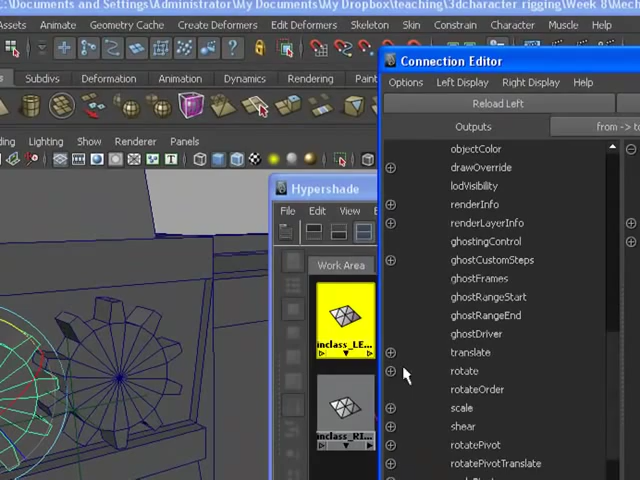 :\Documents and Settings\Administrator\My Documents\My Dropbox\teaching\3dcharacter rigging\Week 8\Mech
Animate Geometry Cache Create Deformers Edit Deformers Skeleton Skin Constrain Character Muscle Help
Subdivs Deformation Animation Dynamics Rendering
Lighting Show Renderer Panels
Connection Editor
Options Left Display Right Display Help
Reload Left
Outputs from -> to
objectColor
drawOverride
lodVisibility
renderInfo
renderLayerInfo
ghostingControl
ghostCustomSteps
ghostFrames
ghostRangeStart
ghostRangeEnd
ghostDriver
translate
rotate
rotateOrder
scale
shear
rotatePivot
rotatePivotTranslate
Hypershade
File Edit View
Work Area
inclass_LE...
inclass_RI...